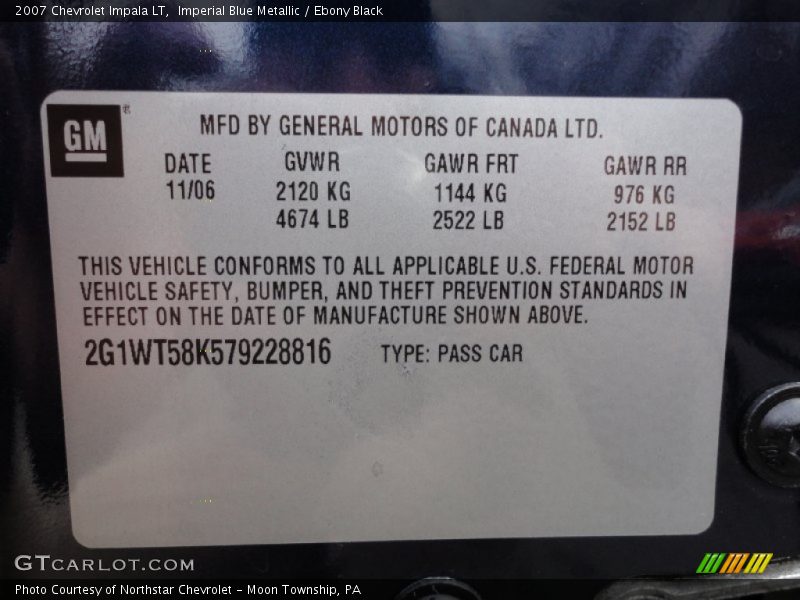 2007 Chevrolet Impala LT,  Imperial Blue Metallic / Ebony Black
GM ®
MFD BY GENERAL MOTORS OF CANADA LTD.
DATE GVWR GAWR FRT GAWR RR
11/06 2120 KG 1144 KG 976 KG
4674 LB 2522 LB 2152 LB
THIS VEHICLE CONFORMS TO ALL APPLICABLE U.S. FEDERAL MOTOR
VEHICLE SAFETY, BUMPER, AND THEFT PREVENTION STANDARDS IN
EFFECT ON THE DATE OF MANUFACTURE SHOWN ABOVE.
2G1WT58K579228816 TYPE: PASS CAR
GTCARLOT.COM
Photo Courtesy of Northstar Chevrolet - Moon Township, PA